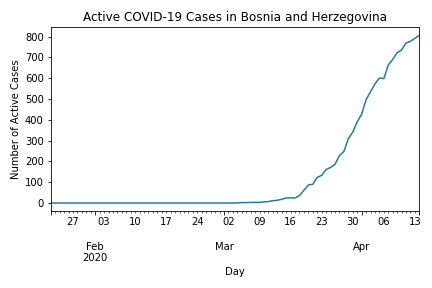 Active COVID-19 Cases in Bosnia and Herzegovina
Number of Active Cases
800
700
600
500
400
300
200
100
0
27 03 10 17 24 02 09 16 23 30 06 13
Feb Mar Apr
2020
Day